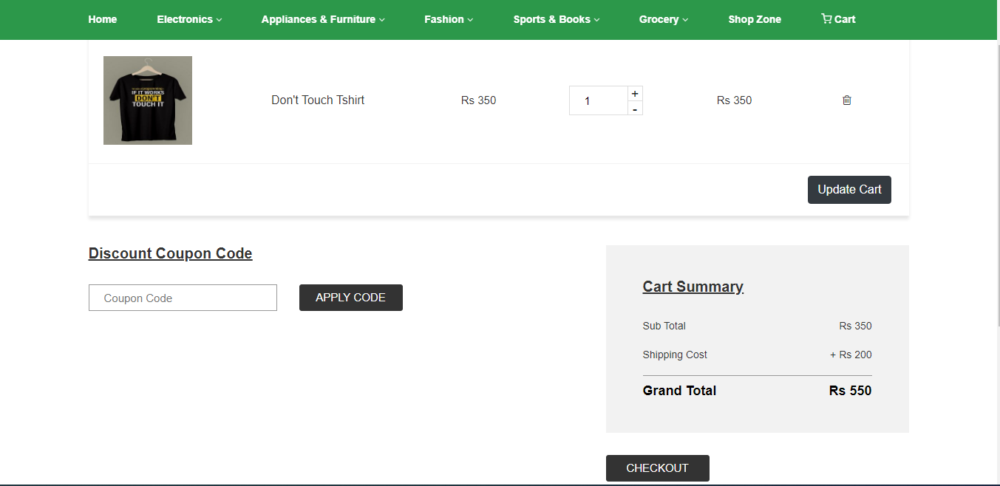 Home Electronics Appliances & Furniture Fashion Sports & Books Grocery Shop Zone Cart
IF IT WORKS
DON'T
TOUCH IT
Don't Touch Tshirt Rs 350 1 + - Rs 350
Update Cart
Discount Coupon Code
Coupon Code APPLY CODE
Cart Summary
Sub Total Rs 350
Shipping Cost + Rs 200
Grand Total Rs 550
CHECKOUT